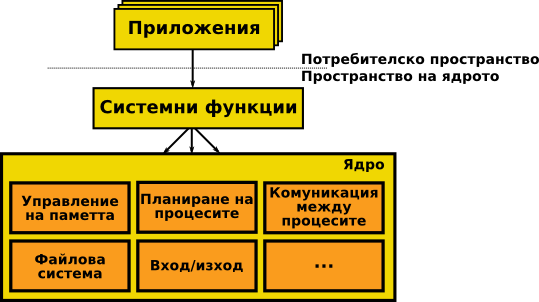 Приложения
Потребителско пространство
Пространство на ядрото
Системни функции
Ядро
Управление
на паметта
Планиране на
процесите
Комуникация
между
процесите
Файлова
система
Вход/изход
...